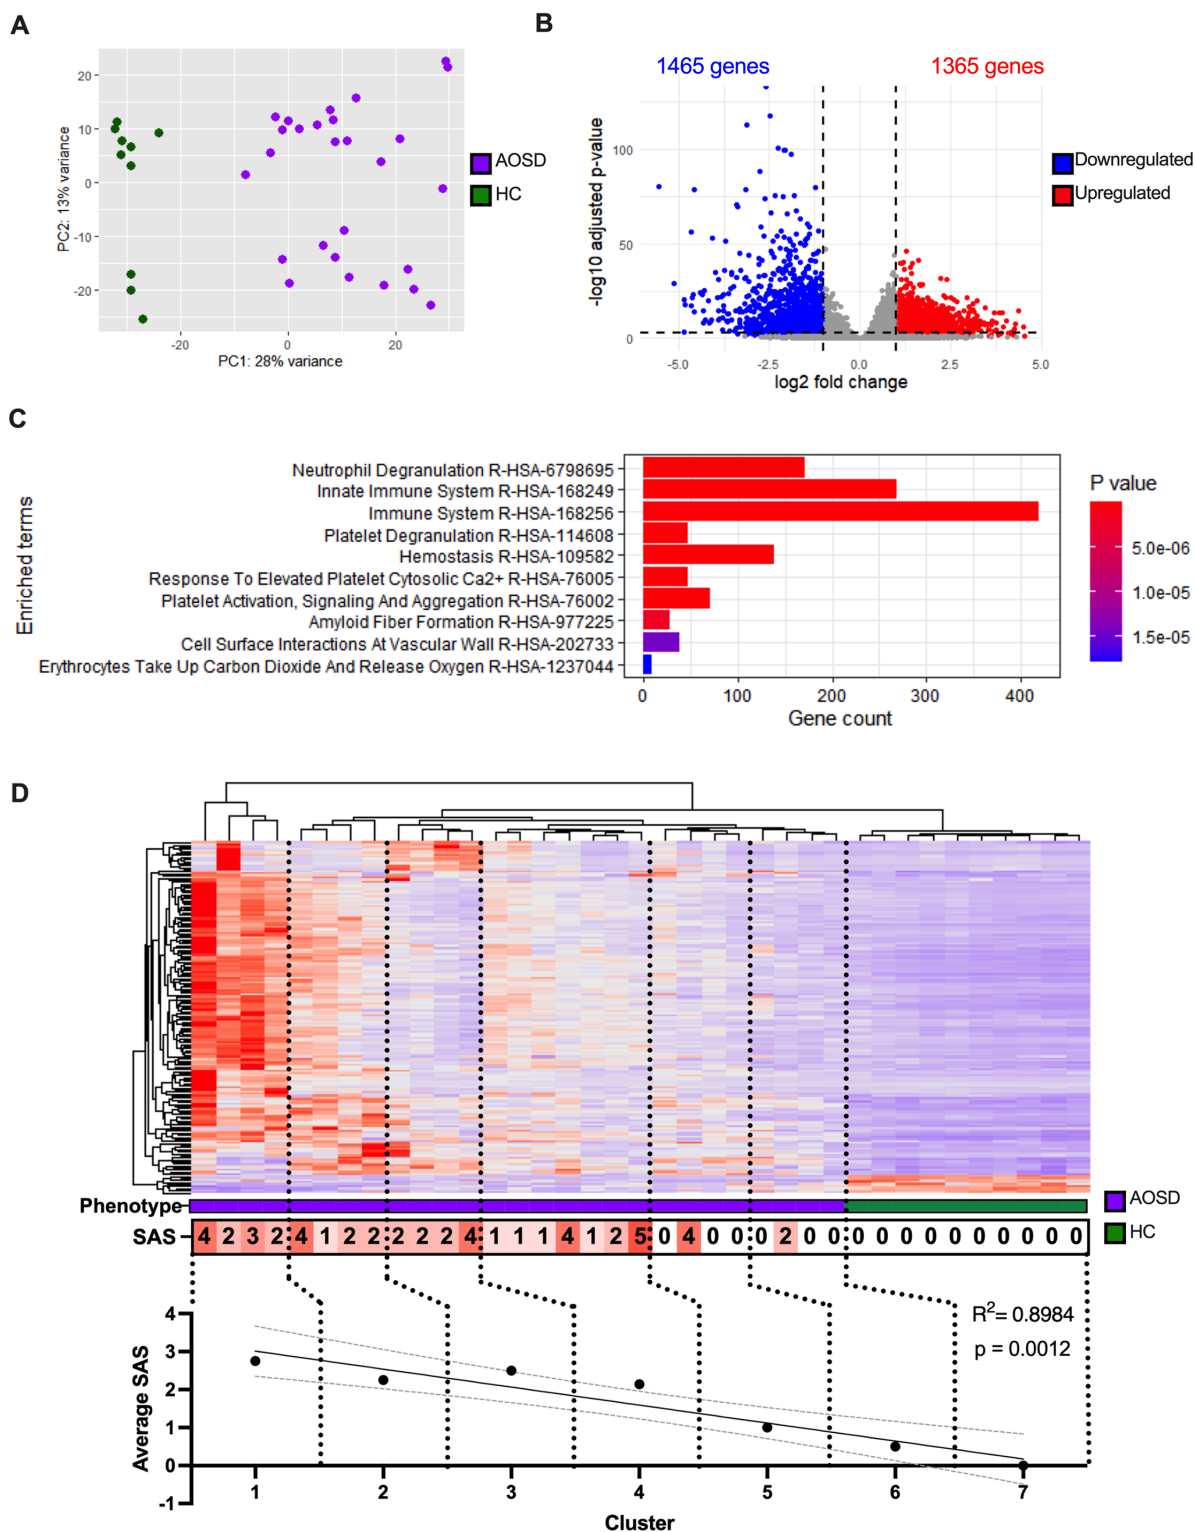 A
20
10
0
-10
-20
PC2: 13% variance
-20 0 20
PC1: 28% variance
AOSD
HC
B
1465 genes 1365 genes
100
50
0
-log10 adjusted p-value
-5.0 -2.5 0.0 2.5 5.0
log2 fold change
Downregulated
Upregulated
C
Enriched terms
Neutrophil Degranulation R-HSA-6798695
Innate Immune System R-HSA-168249
Immune System R-HSA-168256
Platelet Degranulation R-HSA-114608
Hemostasis R-HSA-109582
Response To Elevated Platelet Cytosolic Ca2+ R-HSA-76005
Platelet Activation, Signaling And Aggregation R-HSA-76002
Amyloid Fiber Formation R-HSA-977225
Cell Surface Interactions At Vascular Wall R-HSA-202733
Erythrocytes Take Up Carbon Dioxide And Release Oxygen R-HSA-1237044
0 100 200 300 400
Gene count
P value
5.0e-06
1.0e-05
1.5e-05
D
Phenotype
AOSD
HC
SAS 4 2 3 2 4 1 2 2 2 2 2 4 1 1 1 4 1 2 5 0 4 0 0 0 2 0 0 0 0 0 0 0 0 0 0 0 0
R2= 0.8984
p = 0.0012
4
3
2
1
0
-1
Average SAS
1 2 3 4 5 6 7
Cluster